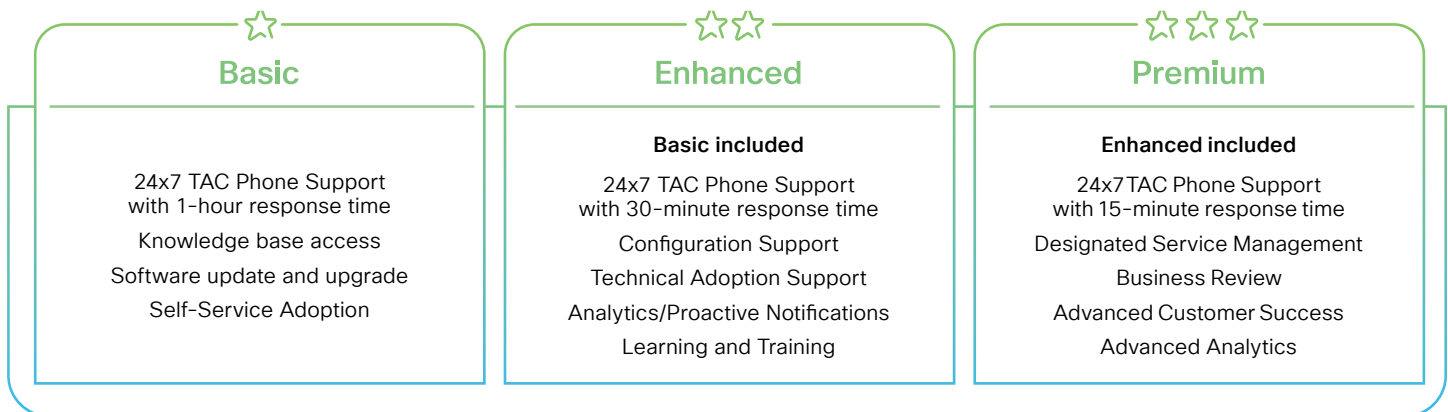 Basic
24x7 TAC Phone Support
with 1-hour response time
Knowledge base access
Software update and upgrade
Self-Service Adoption
Enhanced
Basic included
24x7 TAC Phone Support
with 30-minute response time
Configuration Support
Technical Adoption Support
Analytics/Proactive Notifications
Learning and Training
Premium
Enhanced included
24x7 TAC Phone Support
with 15-minute response time
Designated Service Management
Business Review
Advanced Customer Success
Advanced Analytics